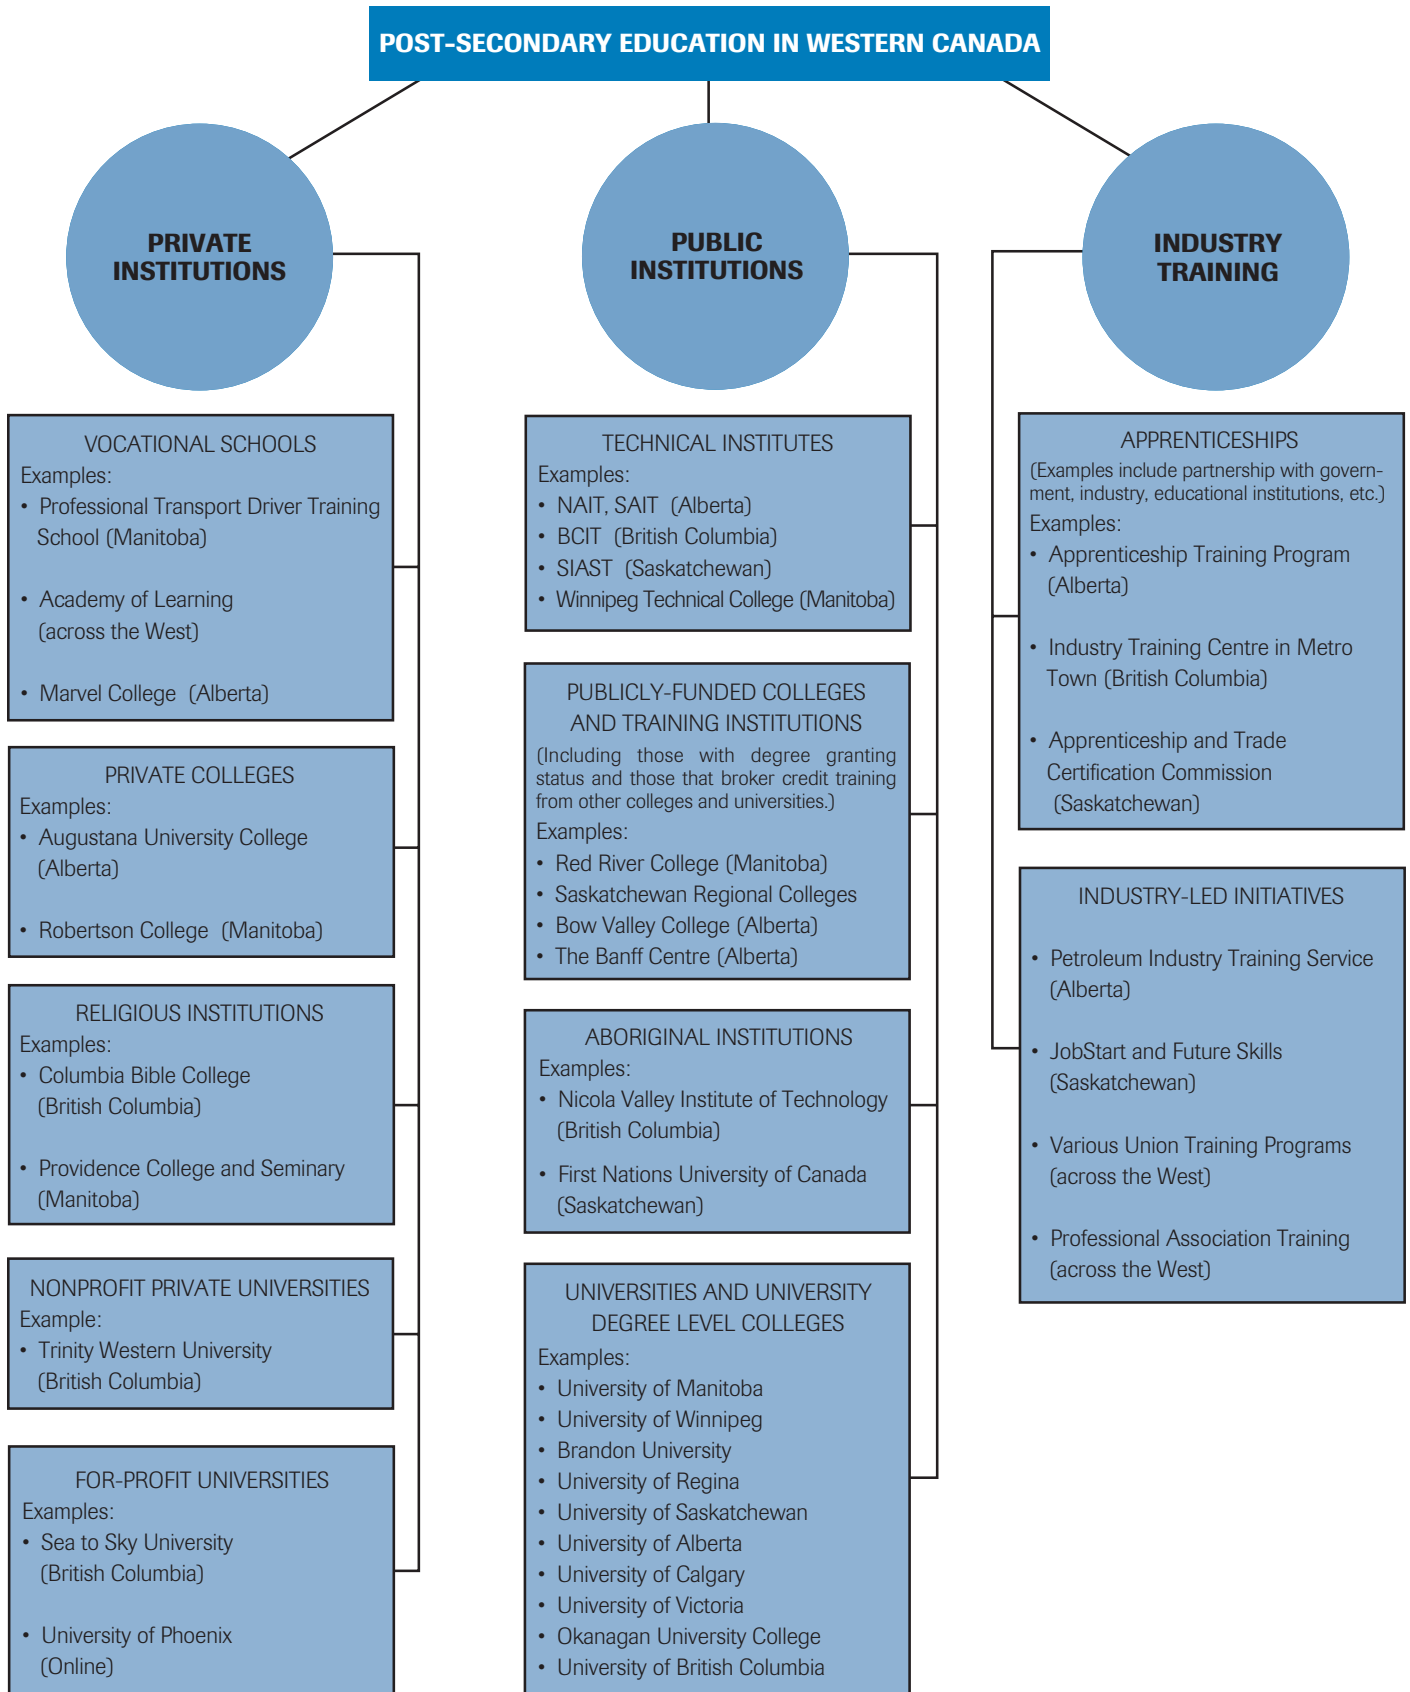 POST-SECONDARY EDUCATION IN WESTERN CANADA
PRIVATE
INSTITUTIONS
VOCATIONAL SCHOOLS
Examples:
• Professional Transport Driver Training
School (Manitoba)
• Academy of Learning
(across the West)
• Marvel College (Alberta)
PRIVATE COLLEGES
Examples:
• Augustana University College
(Alberta)
• Robertson College (Manitoba)
RELIGIOUS INSTITUTIONS
Examples:
• Columbia Bible College
(British Columbia)
• Providence College and Seminary
(Manitoba)
NONPROFIT PRIVATE UNIVERSITIES
Example:
• Trinity Western University
(British Columbia)
FOR-PROFIT UNIVERSITIES
Examples:
• Sea to Sky University
(British Columbia)
• University of Phoenix
(Online)
PUBLIC
INSTITUTIONS
TECHNICAL INSTITUTES
Examples:
• NAIT, SAIT (Alberta)
• BCIT (British Columbia)
• SIAST (Saskatchewan)
• Winnipeg Technical College (Manitoba)
PUBLICLY-FUNDED COLLEGES
AND TRAINING INSTITUTIONS
(Including those with degree granting
status and those that broker credit training
from other colleges and universities.)
Examples:
• Red River College (Manitoba)
• Saskatchewan Regional Colleges
• Bow Valley College (Alberta)
• The Banff Centre (Alberta)
ABORIGINAL INSTITUTIONS
Examples:
• Nicola Valley Institute of Technology
(British Columbia)
• First Nations University of Canada
(Saskatchewan)
UNIVERSITIES AND UNIVERSITY
DEGREE LEVEL COLLEGES
Examples:
• University of Manitoba
• University of Winnipeg
• Brandon University
• University of Regina
• University of Saskatchewan
• University of Alberta
• University of Calgary
• University of Victoria
• Okanagan University College
• University of British Columbia
INDUSTRY
TRAINING
APPRENTICESHIPS
(Examples include partnership with govern-
ment, industry, educational institutions, etc.)
Examples:
• Apprenticeship Training Program
(Alberta)
• Industry Training Centre in Metro
Town (British Columbia)
• Apprenticeship and Trade
Certification Commission
(Saskatchewan)
INDUSTRY-LED INITIATIVES
• Petroleum Industry Training Service
(Alberta)
• JobStart and Future Skills
(Saskatchewan)
• Various Union Training Programs
(across the West)
• Professional Association Training
(across the West)